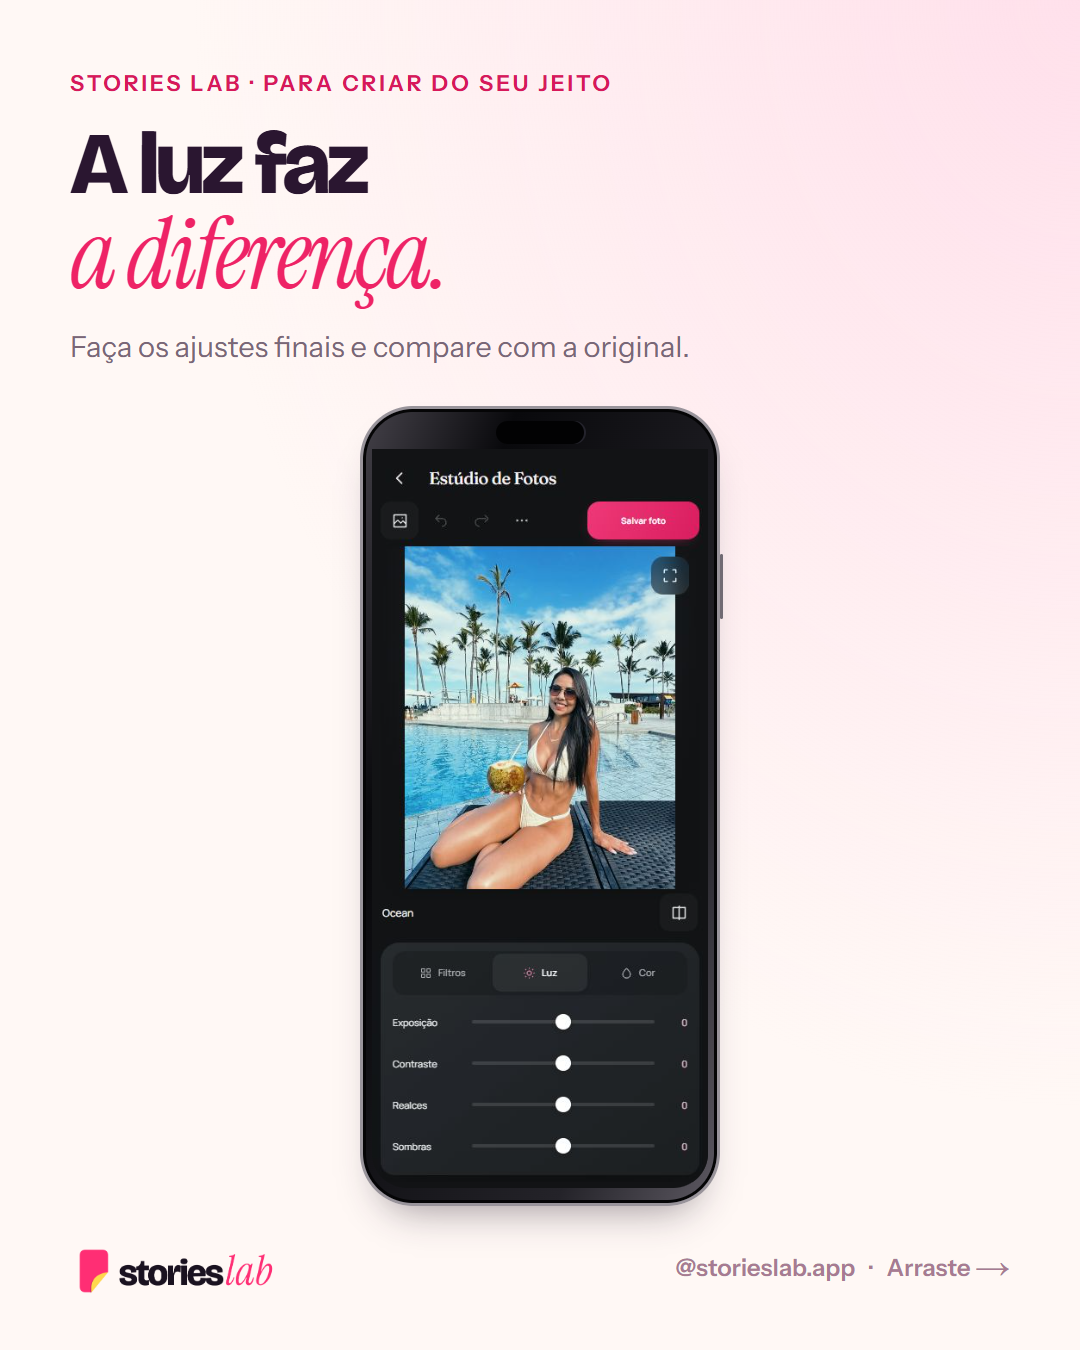 STORIES LAB · PARA CRIAR DO SEU JEITO
A luz faz
a diferença.
Faça os ajustes finais e compare com a original.
Estúdio de Fotos
Salvar foto
Ocean
Filtros Luz Cor
Exposição 0
Contraste 0
Realces 0
Sombras 0
storieslab
@storieslab.app · Arraste →